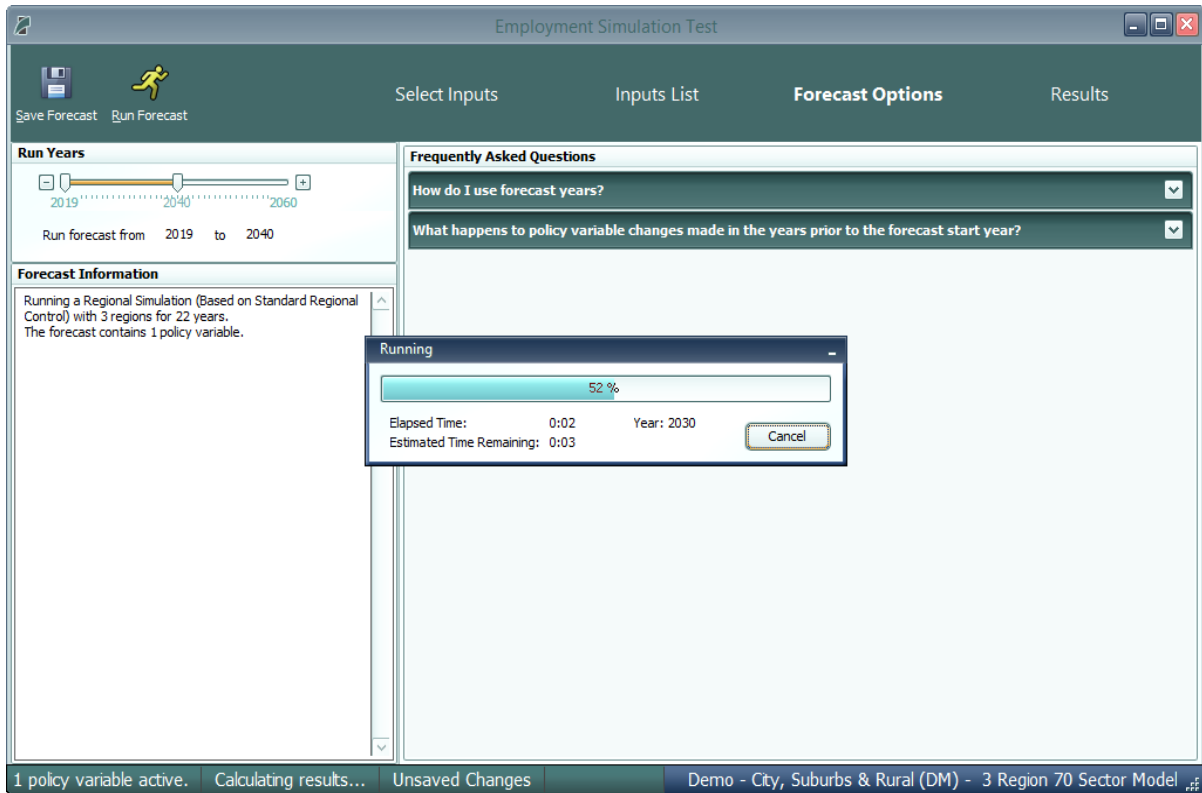 Employment Simulation Test
Save Forecast Run Forecast
Select Inputs Inputs List Forecast Options Results
Run Years
2019 2040 2060
Run forecast from 2019 to 2040
Forecast Information
Running a Regional Simulation (Based on Standard Regional
Control) with 3 regions for 22 years.
The forecast contains 1 policy variable.
Frequently Asked Questions
How do I use forecast years?
What happens to policy variable changes made in the years prior to the forecast start year?
Running
52 %
Elapsed Time: 0:02 Year: 2030
Estimated Time Remaining: 0:03
Cancel
1 policy variable active. Calculating results... Unsaved Changes Demo - City, Suburbs & Rural (DM) - 3 Region 70 Sector Model